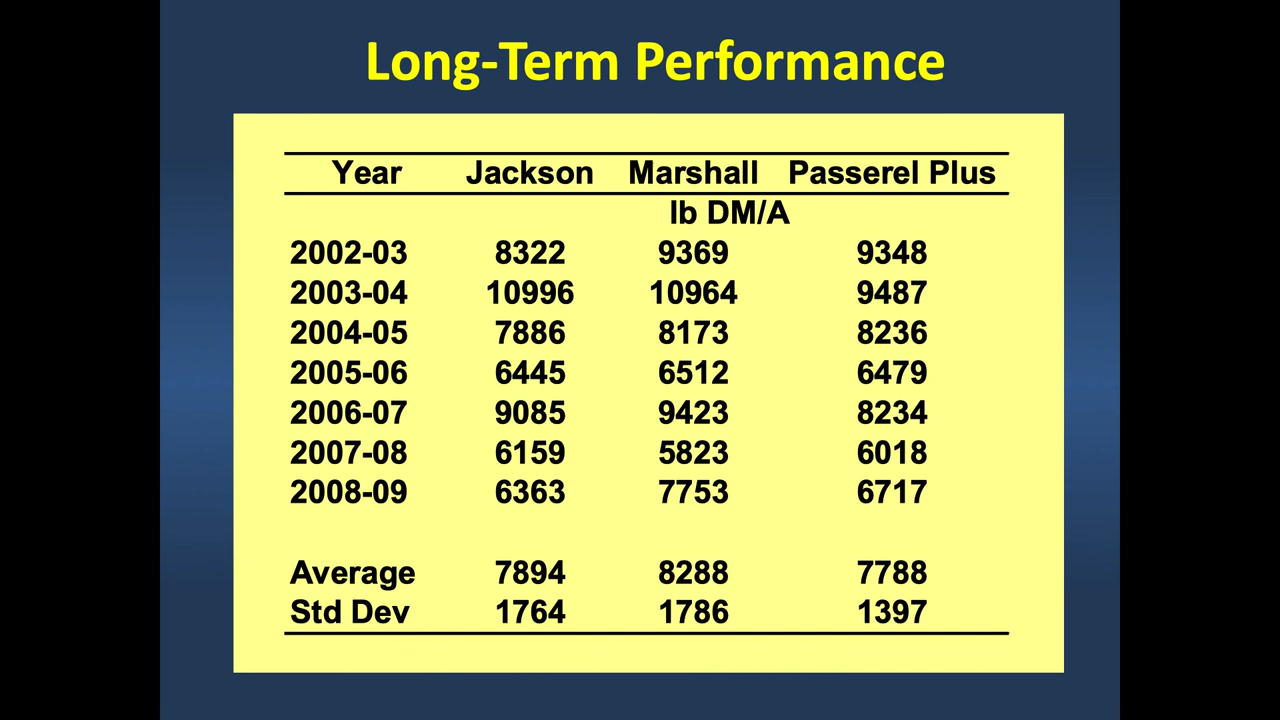 Long-Term Performance
Year Jackson Marshall Passerel Plus
lb DM/A
2002-03 8322 9369 9348
2003-04 10996 10964 9487
2004-05 7886 8173 8236
2005-06 6445 6512 6479
2006-07 9085 9423 8234
2007-08 6159 5823 6018
2008-09 6363 7753 6717
Average 7894 8288 7788
Std Dev 1764 1786 1397